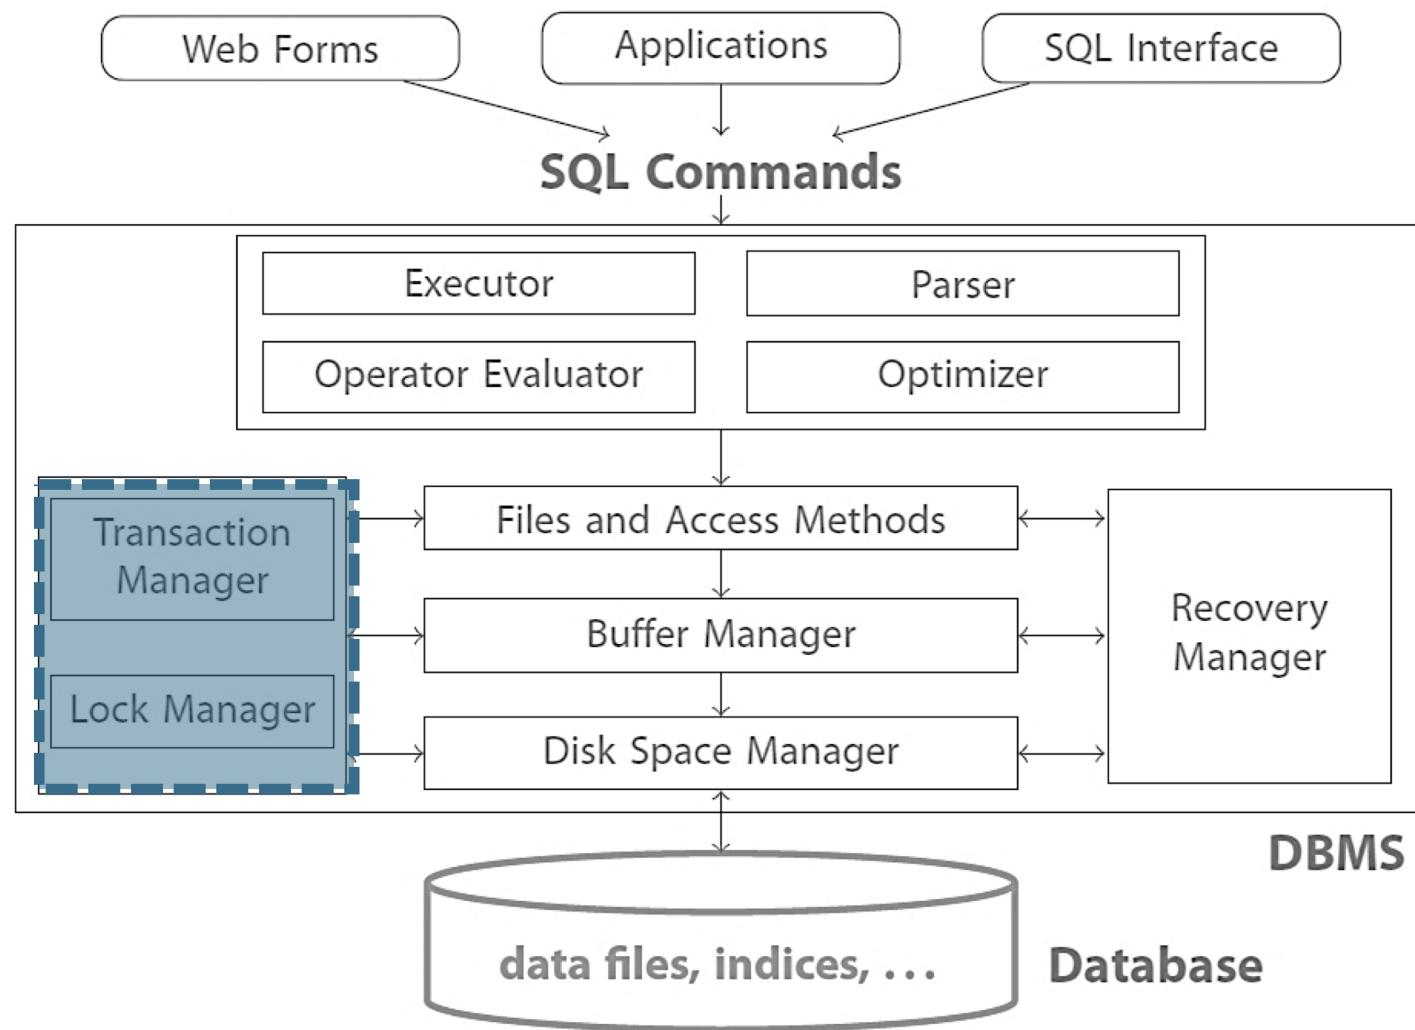 Web Forms
Applications
SQL Interface
SQL Commands
Executor
Parser
Operator Evaluator
Optimizer
Transaction
Manager
Lock Manager
Files and Access Methods
Buffer Manager
Disk Space Manager
Recovery
Manager
DBMS
data files, indices, ...
Database